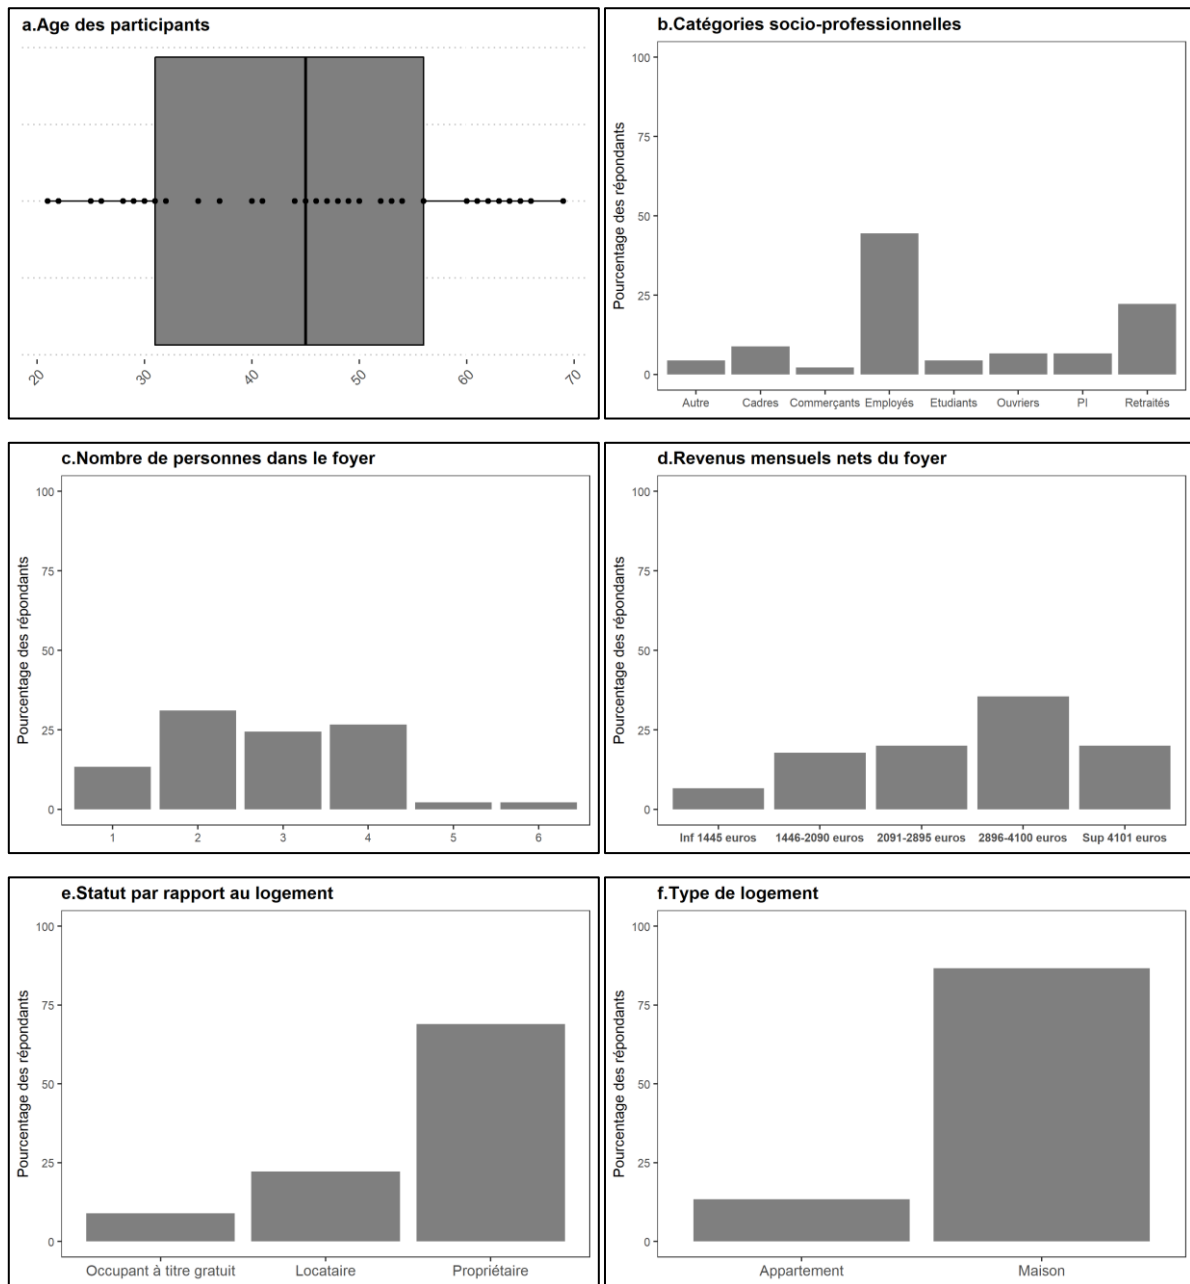 a.Age des participants
20 30 40 50 60 70
b.Catégories socio-professionnelles
Pourcentage des répondants
100
75
50
25
0
Autre Cadres Commerçants Employés Etudiants Ouvriers PI Retraités
c.Nombre de personnes dans le foyer
Pourcentage des répondants
100
75
50
25
0
1 2 3 4 5 6
d.Revenus mensuels nets du foyer
Pourcentage des répondants
100
75
50
25
0
Inf 1445 euros 1446-2090 euros 2091-2895 euros 2896-4100 euros Sup 4101 euros
e.Statut par rapport au logement
Pourcentage des répondants
100
75
50
25
0
Occupant à titre gratuit Locataire Propriétaire
f.Type de logement
Pourcentage des répondants
100
75
50
25
0
Appartement Maison